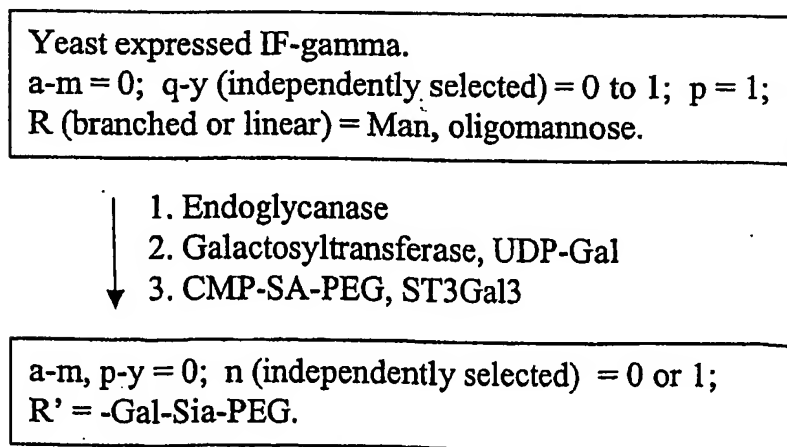 Yeast expressed IF-gamma.
a-m = 0; q-y (independently selected) = 0 to 1; p = 1;
R (branched or linear) = Man, oligomannose.
1. Endoglycanase
2. Galactosyltransferase, UDP-Gal
3. CMP-SA-PEG, ST3Gal3
a-m, p-y = 0; n (independently selected) = 0 or 1;
R' = -Gal-Sia-PEG.